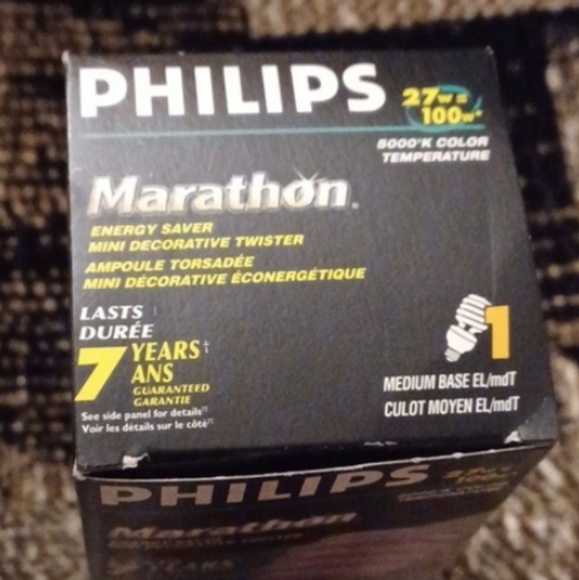 PHILIPS
27w=
100w*
5000°K COLOR
TEMPERATURE
Marathon®
ENERGY SAVER
MINI DECORATIVE TWISTER
AMPOULE TORSADÉE
MINI DÉCORATIVE ÉCONERGÉTIQUE
LASTS
DURÉE
7 YEARS†
ANS
GUARANTEED
GARANTIE
See side panel for details††
Voir les détails sur le côté††
1
MEDIUM BASE EL/mdT
CULOT MOYEN EL/mdT
PHILIPS
Marathon
YEARS